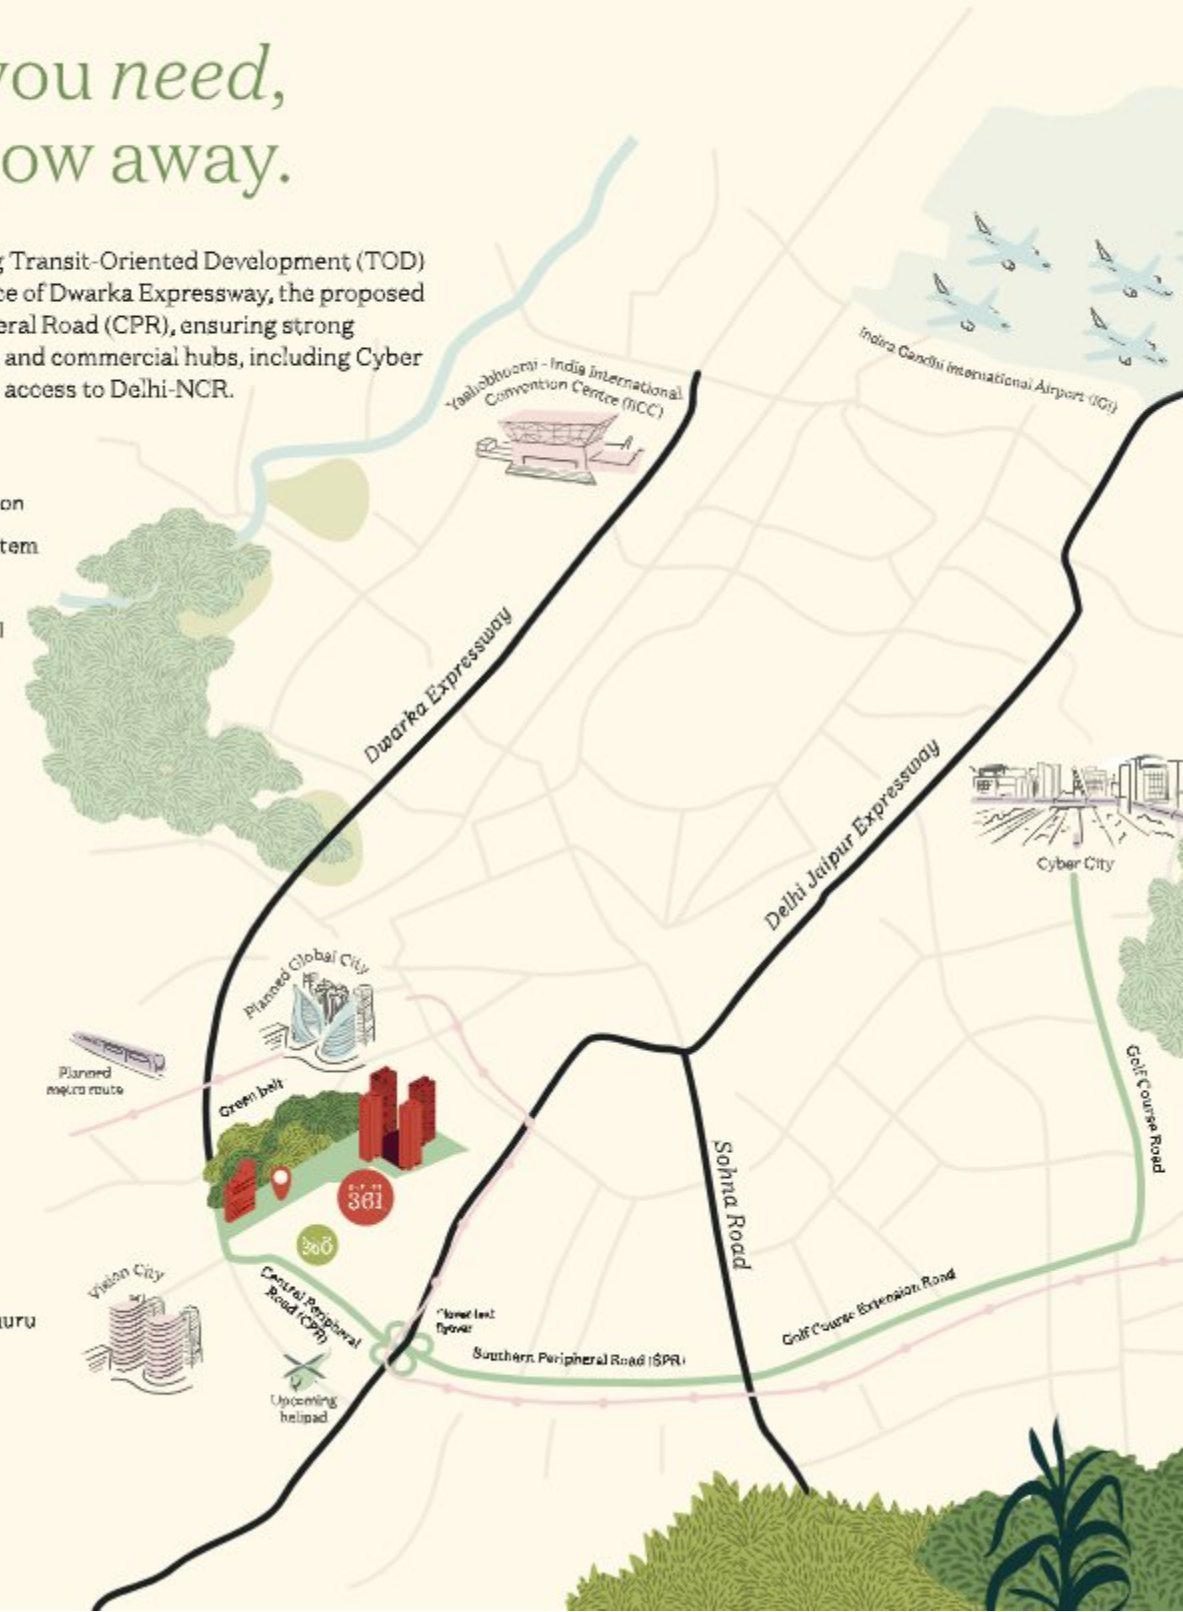 you need,
ow away.
g Transit-Oriented Development (TOD)
ce of Dwarka Expressway, the proposed
eral Road (CPR), ensuring strong
and commercial hubs, including Cyber
access to Delhi-NCR.
on
tem
l
Yashobhoomi - India International
Convention Centre (IICC)
Indira Gandhi International Airport (IGI)
Dwarka Expressway
Delhi Jaipur Expressway
Cyber City
Planned Global City
Planned
metro route
Green belt
361
360
Golf Course Road
Sohna Road
Vision City
Central Peripheral
Road (CPR)
Clover leaf
flyover
Southern Peripheral Road (SPR)
Golf Course Extension Road
uru
Upcoming
helipad